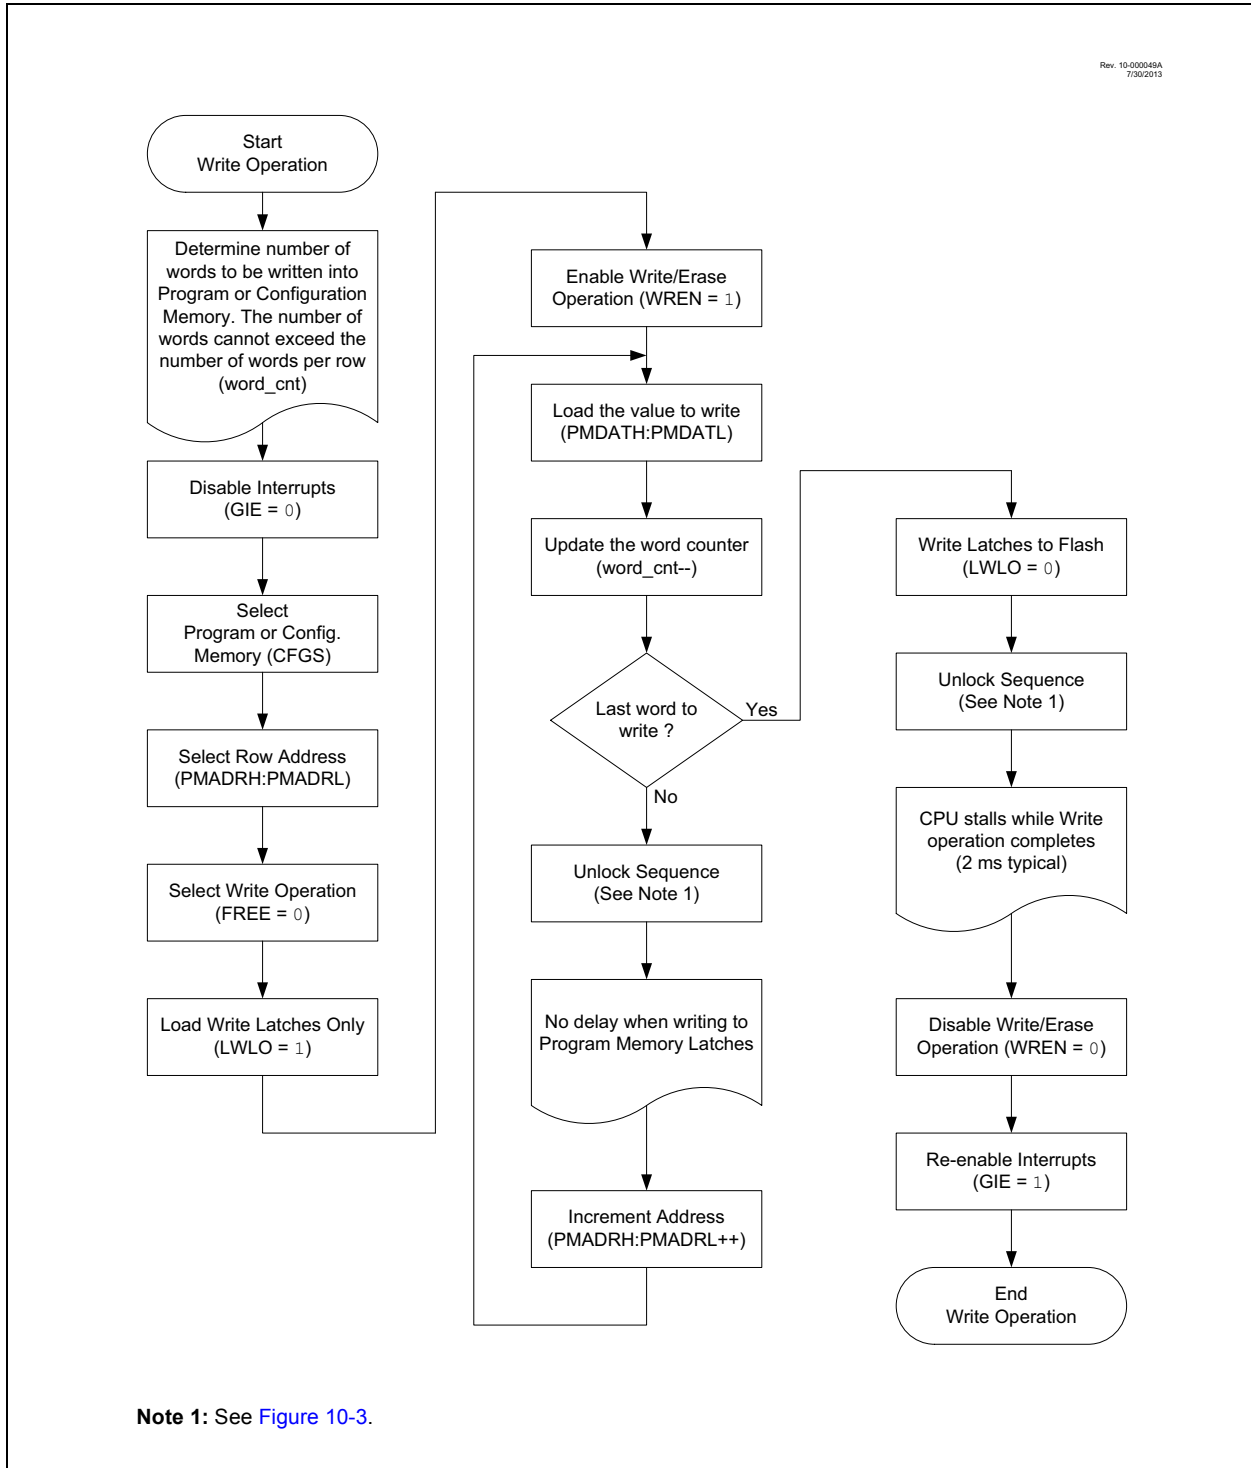 Rev. 10-000049A
7/30/2013
Start
Write Operation
Determine number of
words to be written into
Program or Configuration
Memory. The number of
words cannot exceed the
number of words per row
(word_cnt)
Disable Interrupts
(GIE = 0)
Select
Program or Config.
Memory (CFGS)
Select Row Address
(PMADRH:PMADRL)
Select Write Operation
(FREE = 0)
Load Write Latches Only
(LWLO = 1)
Enable Write/Erase
Operation (WREN = 1)
Load the value to write
(PMDATH:PMDATL)
Update the word counter
(word_cnt--)
Last word to
write ?
Yes
No
Unlock Sequence
(See Note 1)
No delay when writing to
Program Memory Latches
Increment Address
(PMADRH:PMADRL++)
Write Latches to Flash
(LWLO = 0)
Unlock Sequence
(See Note 1)
CPU stalls while Write
operation completes
(2 ms typical)
Disable Write/Erase
Operation (WREN = 0)
Re-enable Interrupts
(GIE = 1)
End
Write Operation
Note 1: See Figure 10-3.